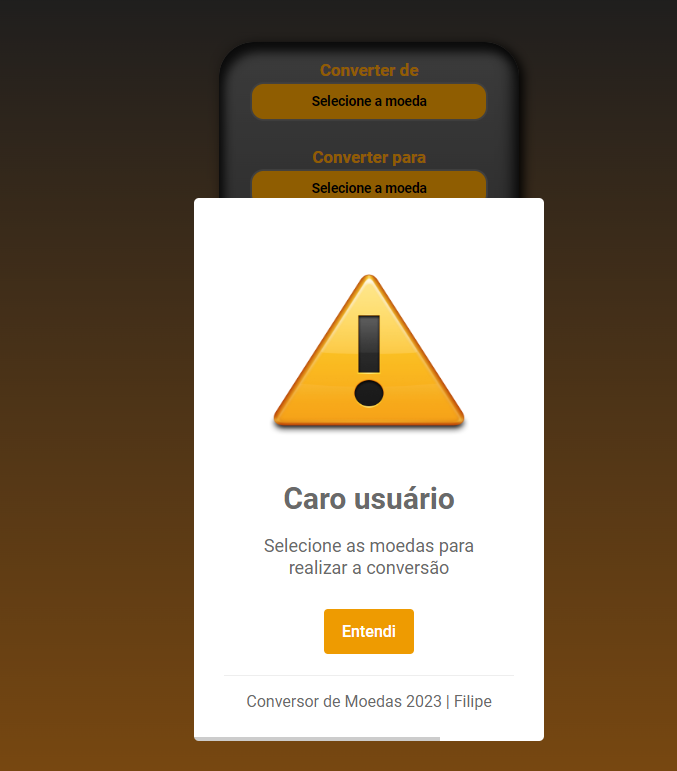 Converter de
Selecione a moeda
Converter para
Selecione a moeda
Caro usuário
Selecione as moedas para
realizar a conversão
Entendi
Conversor de Moedas 2023 | Filipe